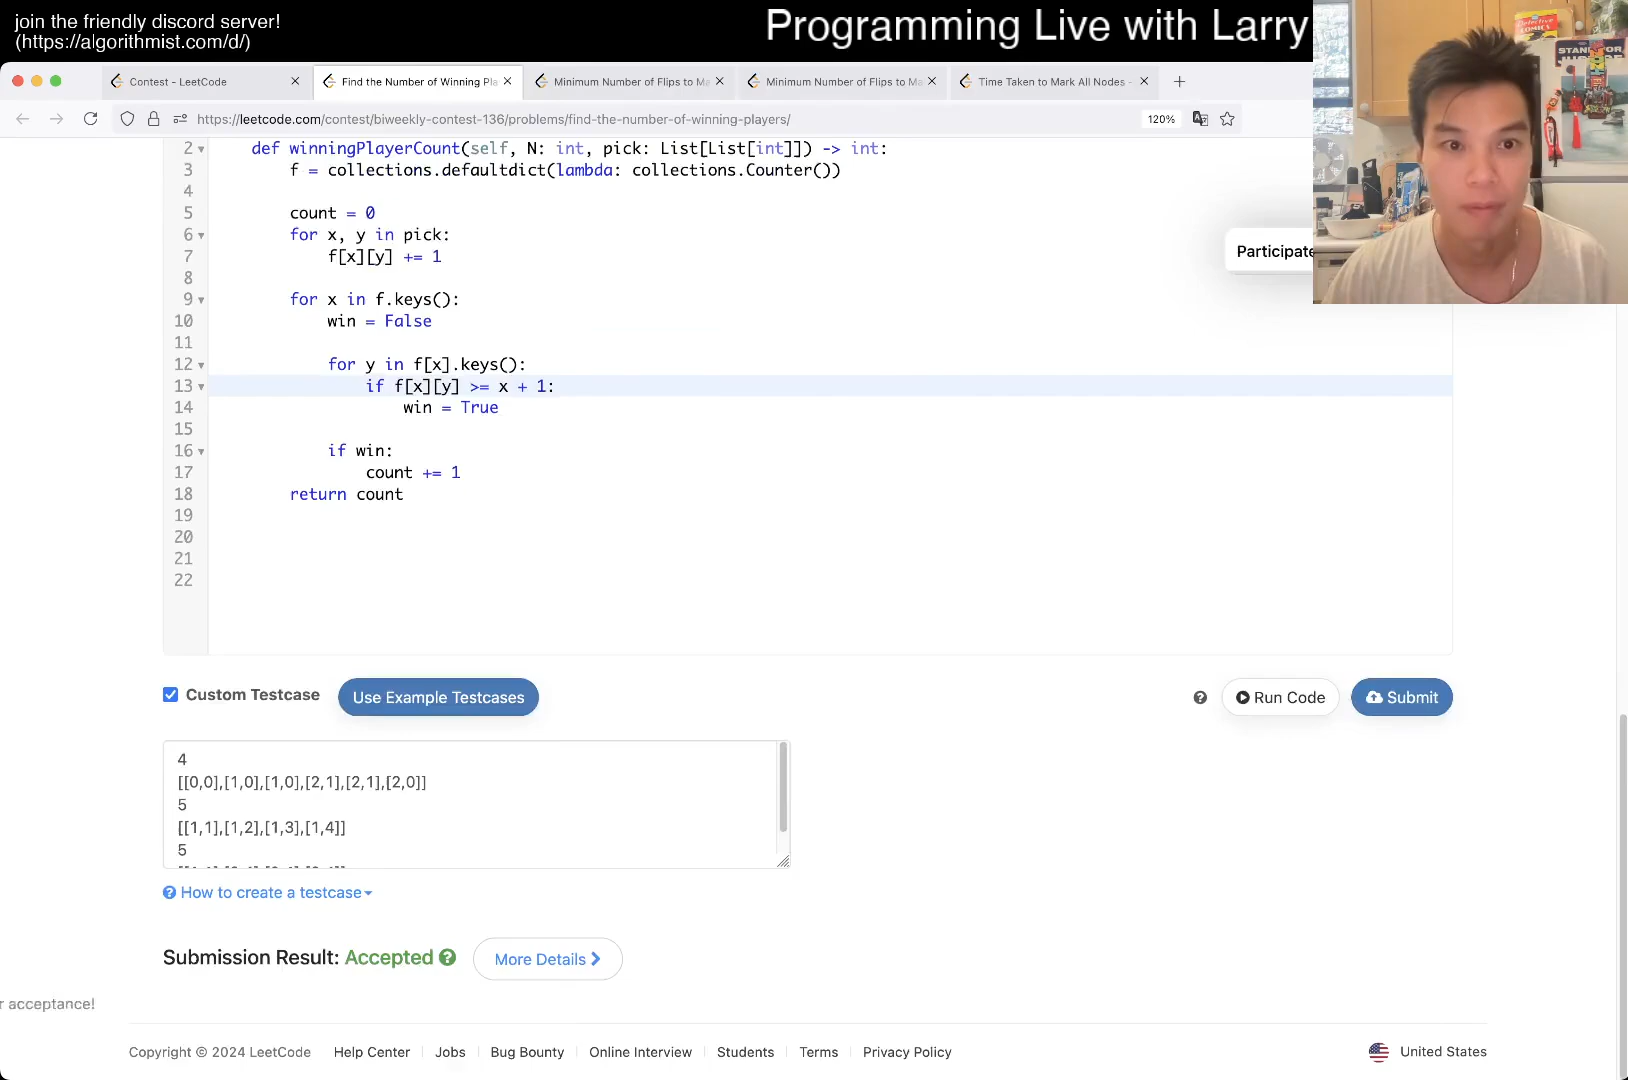 join the friendly discord server!
(https://algorithmist.com/d/)
Programming Live with Larry
Contest - LeetCode
Find the Number of Winning Pla
Minimum Number of Flips to Ma
Minimum Number of Flips to Ma
Time Taken to Mark All Nodes -
https://leetcode.com/contest/biweekly-contest-136/problems/find-the-number-of-winning-players/
120%
2 def winningPlayerCount(self, N: int, pick: List[List[int]]) -> int:
3 f = collections.defaultdict(lambda: collections.Counter())
4
5 count = 0
6 for x, y in pick:
7 f[x][y] += 1
8
9 for x in f.keys():
10 win = False
11
12 for y in f[x].keys():
13 if f[x][y] >= x + 1:
14 win = True
15
16 if win:
17 count += 1
18 return count
19
20
21
22
Participate
Custom Testcase
Use Example Testcases
Run Code
Submit
4
[[0,0],[1,0],[1,0],[2,1],[2,1],[2,0]]
5
[[1,1],[1,2],[1,3],[1,4]]
5
How to create a testcase
Submission Result: Accepted
More Details
r acceptance!
Copyright © 2024 LeetCode
Help Center
Jobs
Bug Bounty
Online Interview
Students
Terms
Privacy Policy
United States